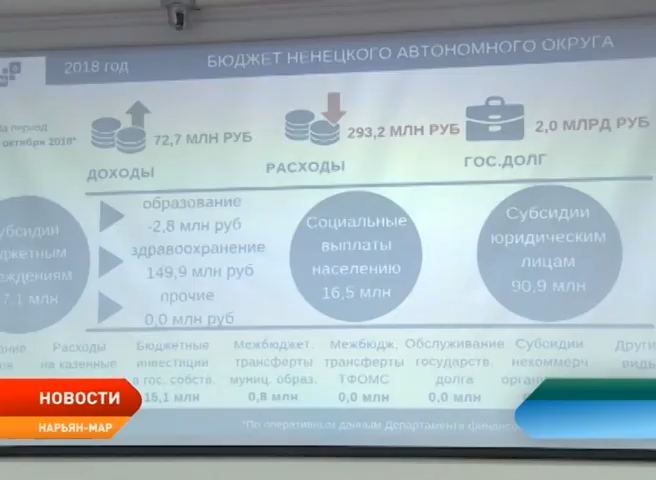 2018 год
БЮДЖЕТ НЕНЕЦКОГО АВТОНОМНОГО ОКРУГА
период
октября 2018*
72,7 МЛН РУБ
293,2 МЛН РУБ
2,0 МЛРД РУБ
ДОХОДЫ
РАСХОДЫ
ГОС.ДОЛГ
образование
-2,8 млн руб
здравоохранение
149,9 млн руб
прочие
0,0 млн руб
Социальные
выплаты
населению
16,5 млн
Субсидии
юридическим
лицам
90,9 млн
Расходы
на казенные
Бюджетные
инвестиции
в гос. собств.
15,1 млн
Межбюджет.
трансферты
муниц. образ.
0,8 млн
Межбюдж.
трансферты
ТФОМС
0,0 млн
Обслуживание
государств.
долга
0,0 млн
Субсидии
некоммерч
*По оперативным данным Департамента
НОВОСТИ
НАРЬЯН-МАР